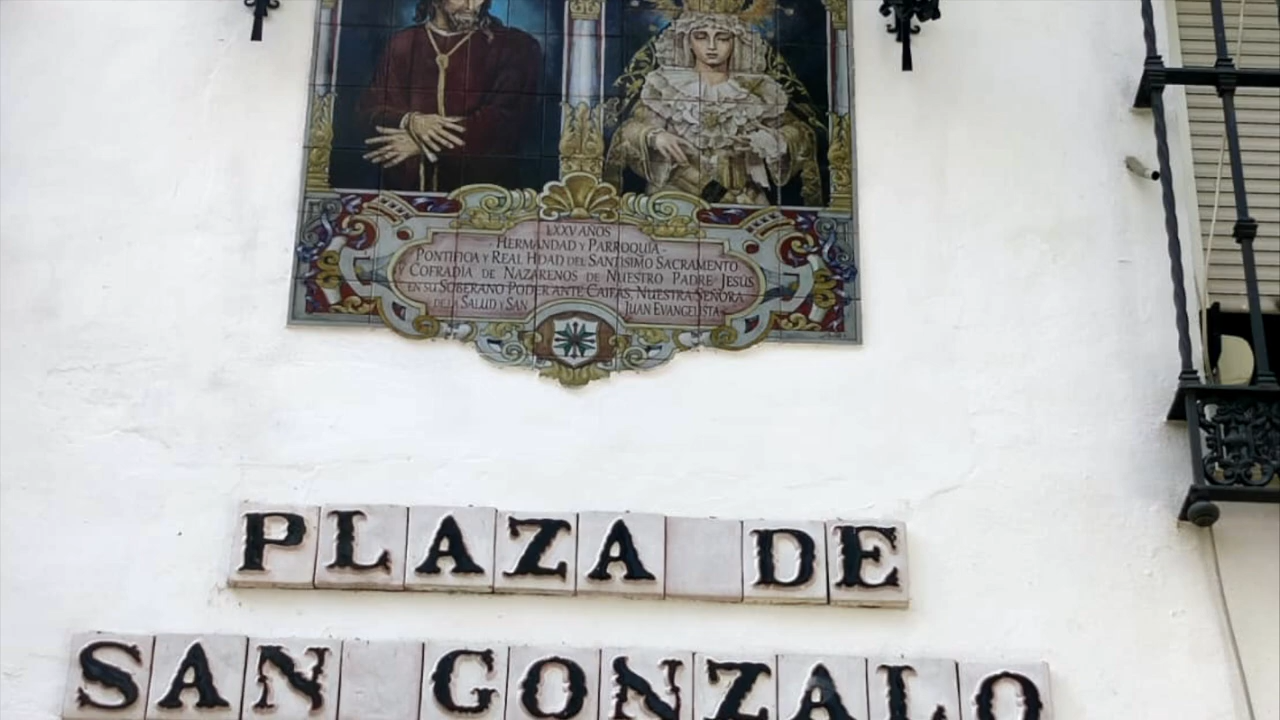 LXXV AÑOS
- HERMANDAD Y PARROQUIA -
PONTIFICIA Y REAL HDAD DEL SANTISIMO SACRAMENTO
Y COFRADIA DE NAZARENOS DE NUESTRO PADRE JESÚS
EN SU SOBERANO PODER ANTE CAIFAS, NUESTRA SEÑORA
DE LA SALUD Y SAN JUAN EVANGELISTA
PLAZA DE
SAN GONZALO